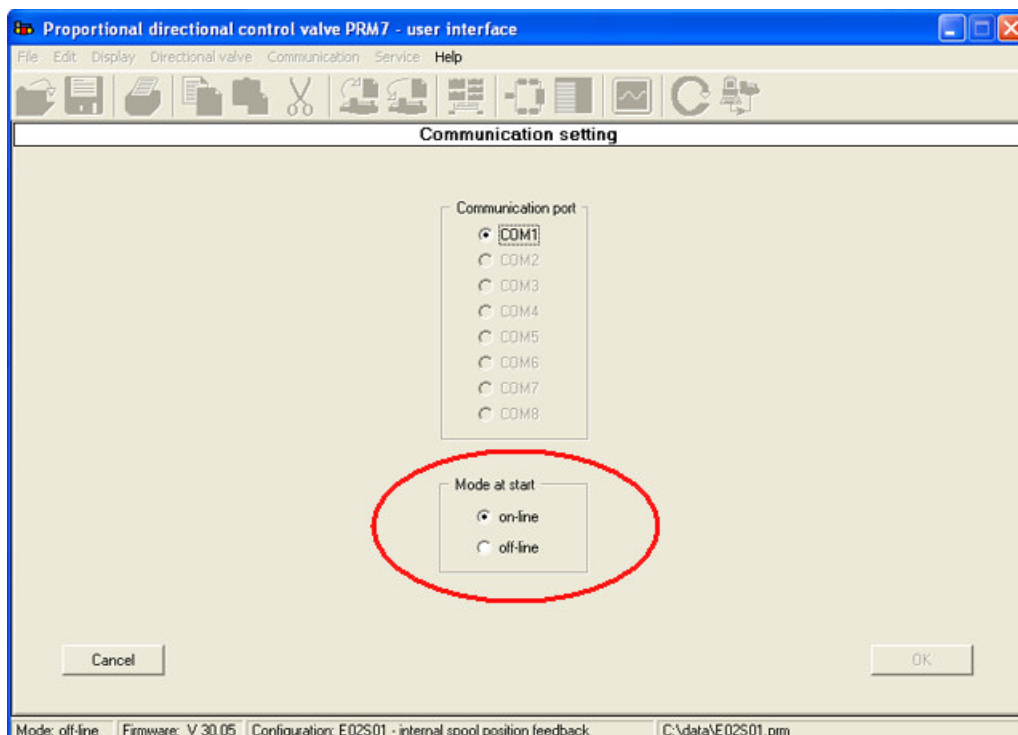 Proportional directional control valve PRM7 - user interface
File Edit Display Directional valve Communication Service Help
Communication setting
Communication port
COM1
COM2
COM3
COM4
COM5
COM6
COM7
COM8
Mode at start
on-line
off-line
Cancel OK
Mode: off-line Firmware: V 30.05 Configuration: E02S01 - internal spool position feedback C:\data\E02S01.prm